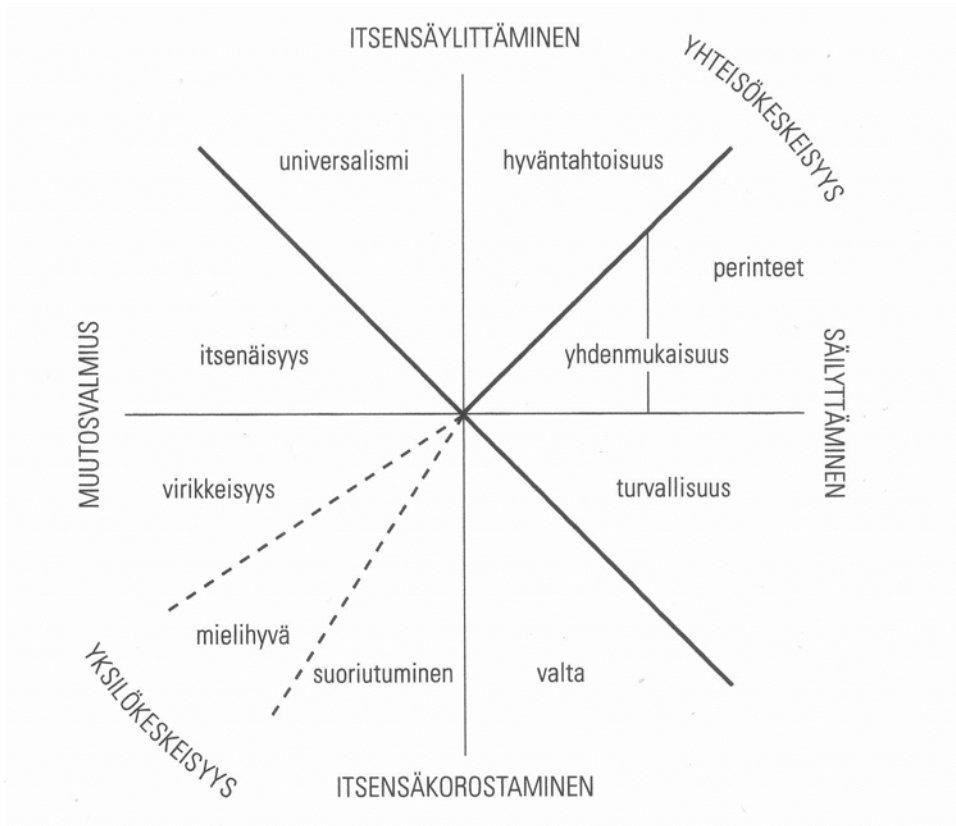 ITSENSÄYLITTÄMINEN
YHTEISÖKESKEISYYS
universalismi
hyväntahtoisuus
perinteet
itsenäisyys
yhdenmukaisuus
MUUTOSVALMIUS
SÄILYTTÄMINEN
virikkeisyys
turvallisuus
mielihyvä
suoriutuminen
valta
YKSILÖKESKEISYYS
ITSENSÄKOROSTAMINEN